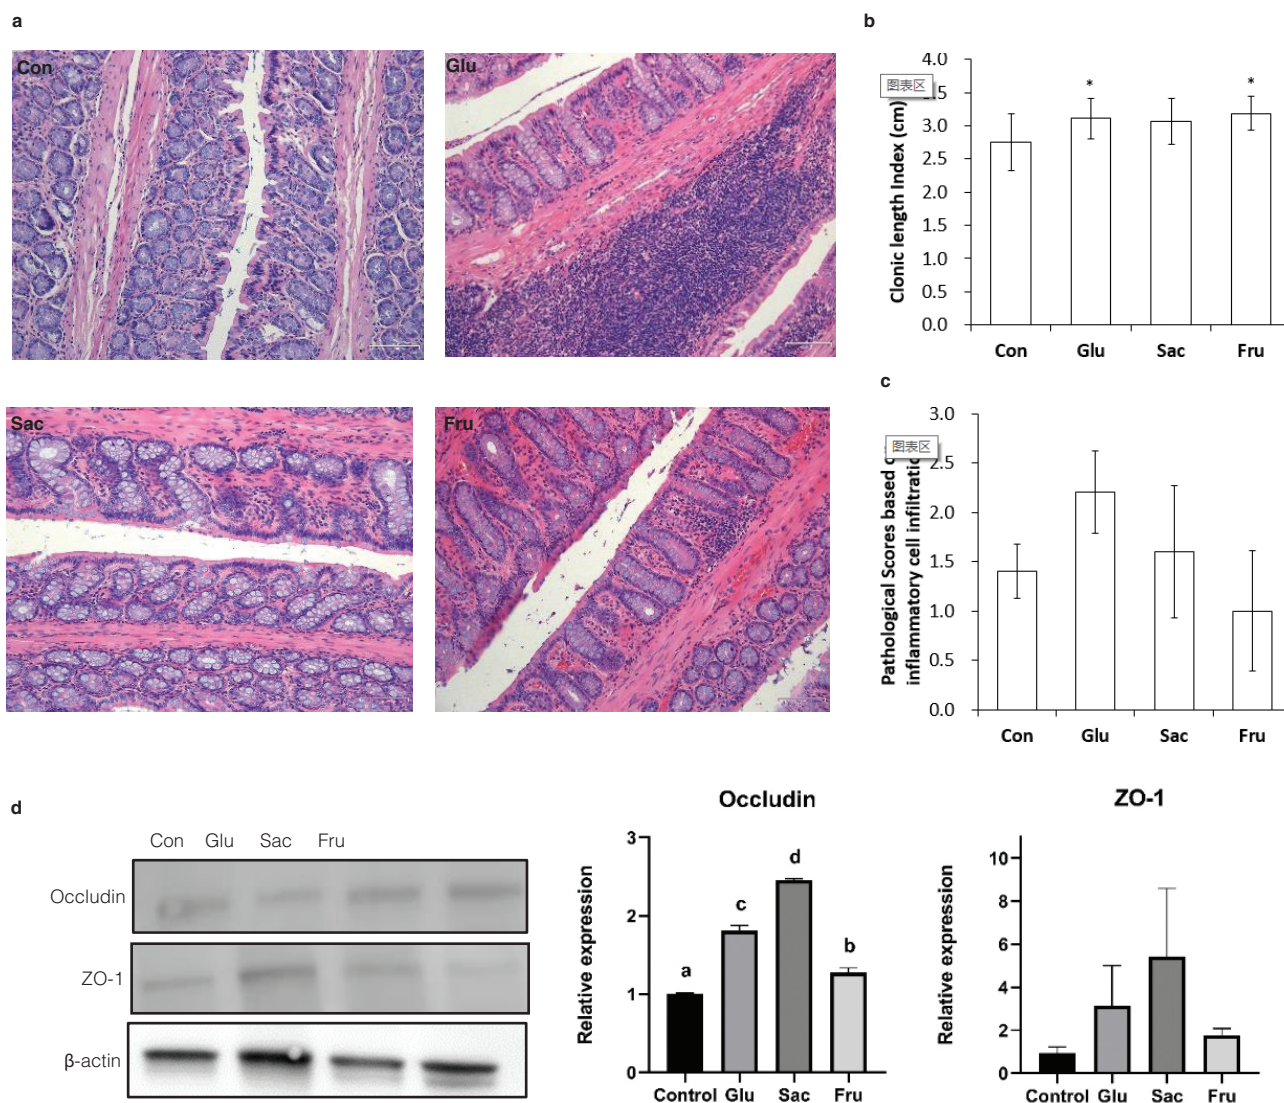 a
Con
Glu
Sac
Fru
b
图表区
Clonic length Index (cm)
4.0
3.5
3.0
2.5
2.0
1.5
1.0
0.5
0.0
*
*
Con Glu Sac Fru
c
图表区
Pathological Scores based
inflammatory cell infiltratio
3.0
2.5
2.0
1.5
1.0
0.5
0.0
Con Glu Sac Fru
d
Con Glu Sac Fru
Occludin
ZO-1
β-actin
Occludin
Relative expression
3
2
1
0
a
c
d
b
Control Glu Sac Fru
ZO-1
Relative expression
10
8
6
4
2
0
Control Glu Sac Fru